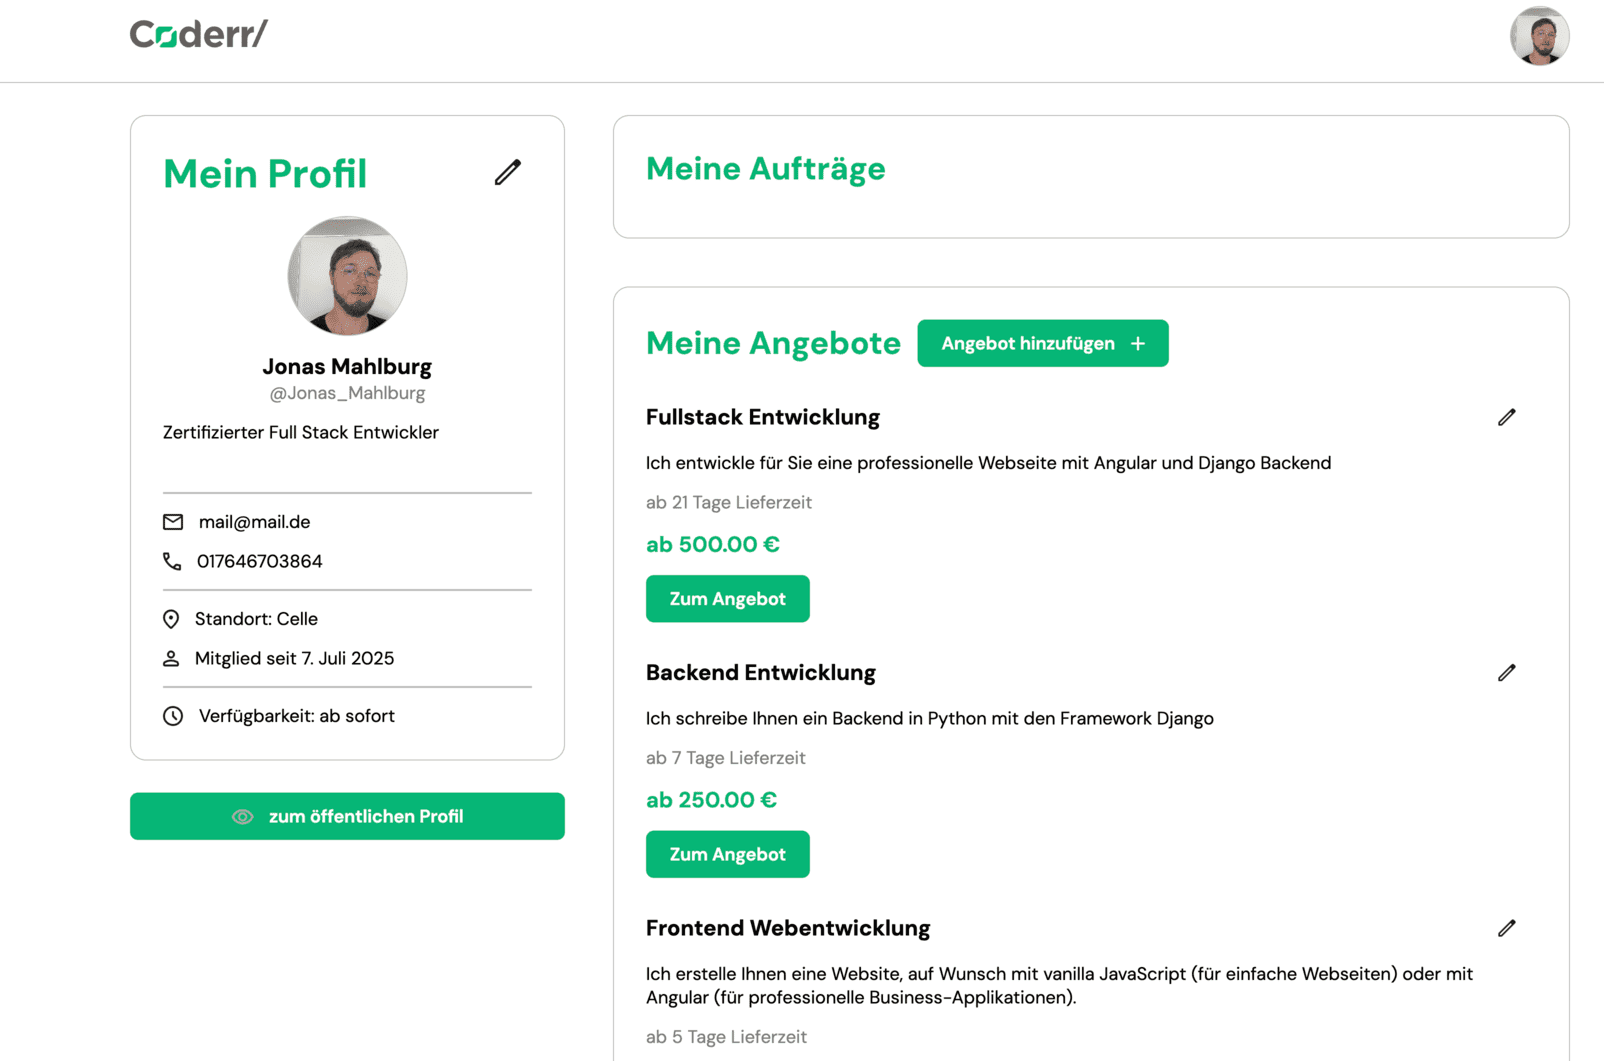 Coderr/
Mein Profil
Jonas Mahlburg
@Jonas_Mahlburg
Zertifizierter Full Stack Entwickler
mail@mail.de
017646703864
Standort: Celle
Mitglied seit 7. Juli 2025
Verfügbarkeit: ab sofort
zum öffentlichen Profil
Meine Aufträge
Meine Angebote
Angebot hinzufügen +
Fullstack Entwicklung
Ich entwickle für Sie eine professionelle Webseite mit Angular und Django Backend
ab 21 Tage Lieferzeit
ab 500.00 €
Zum Angebot
Backend Entwicklung
Ich schreibe Ihnen ein Backend in Python mit den Framework Django
ab 7 Tage Lieferzeit
ab 250.00 €
Zum Angebot
Frontend Webentwicklung
Ich erstelle Ihnen eine Website, auf Wunsch mit vanilla JavaScript (für einfache Webseiten) oder mit
Angular (für professionelle Business-Applikationen).
ab 5 Tage Lieferzeit